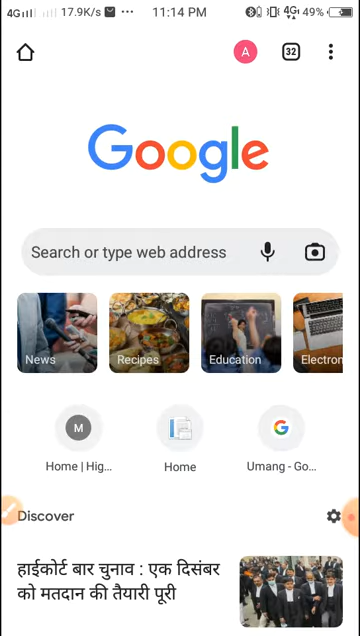 4G 17.9K/s ... 11:14 PM 4G 49%
A 32
Google
Search or type web address
News Recipes Education Electron
M
Home | Hig... Home Umang - Go...
Discover
हाईकोर्ट बार चुनाव : एक दिसंबर
को मतदान की तैयारी पूरी